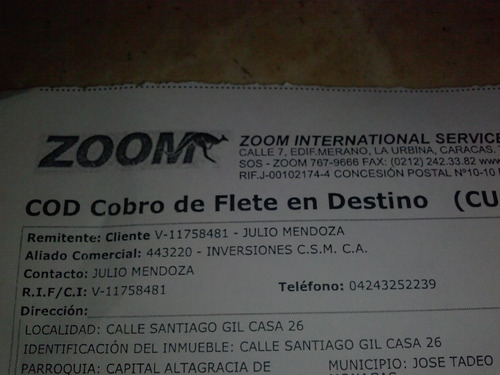 ZOOM
ZOOM INTERNATIONAL SERVICE
CALLE 7, EDIF.MERANO, LA URBINA, CARACAS.
SOS - ZOOM 767-9666 FAX: (0212) 242.33.82 www
RIF.J-00102174-4 CONCESIÓN POSTAL Nº10-10
COD Cobro de Flete en Destino (CU
Remitente: Cliente V-11758481 - JULIO MENDOZA
Aliado Comercial: 443220 - INVERSIONES C.S.M. C.A.
Contacto: JULIO MENDOZA
R.I.F/C.I: V-11758481 Teléfono: 04243252239
Dirección:
LOCALIDAD: CALLE SANTIAGO GIL CASA 26
IDENTIFICACIÓN DEL INMUEBLE: CALLE SANTIAGO GIL CASA 26
PARROQUIA: CAPITAL ALTAGRACIA DE MUNICIPIO: JOSE TADEO